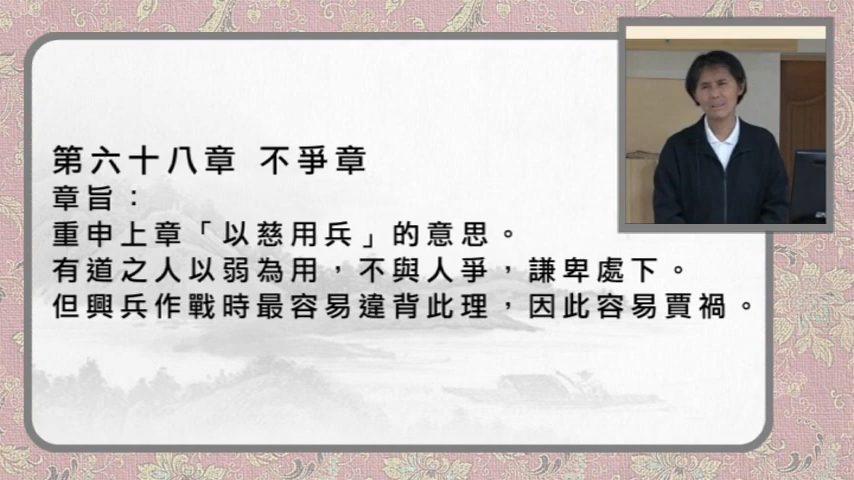 第六十八章 不爭章
章旨：
重申上章「以慈用兵」的意思。
有道之人以弱為用，不與人爭，謙卑處下。
但興兵作戰時最容易違背此理，因此容易賈禍。